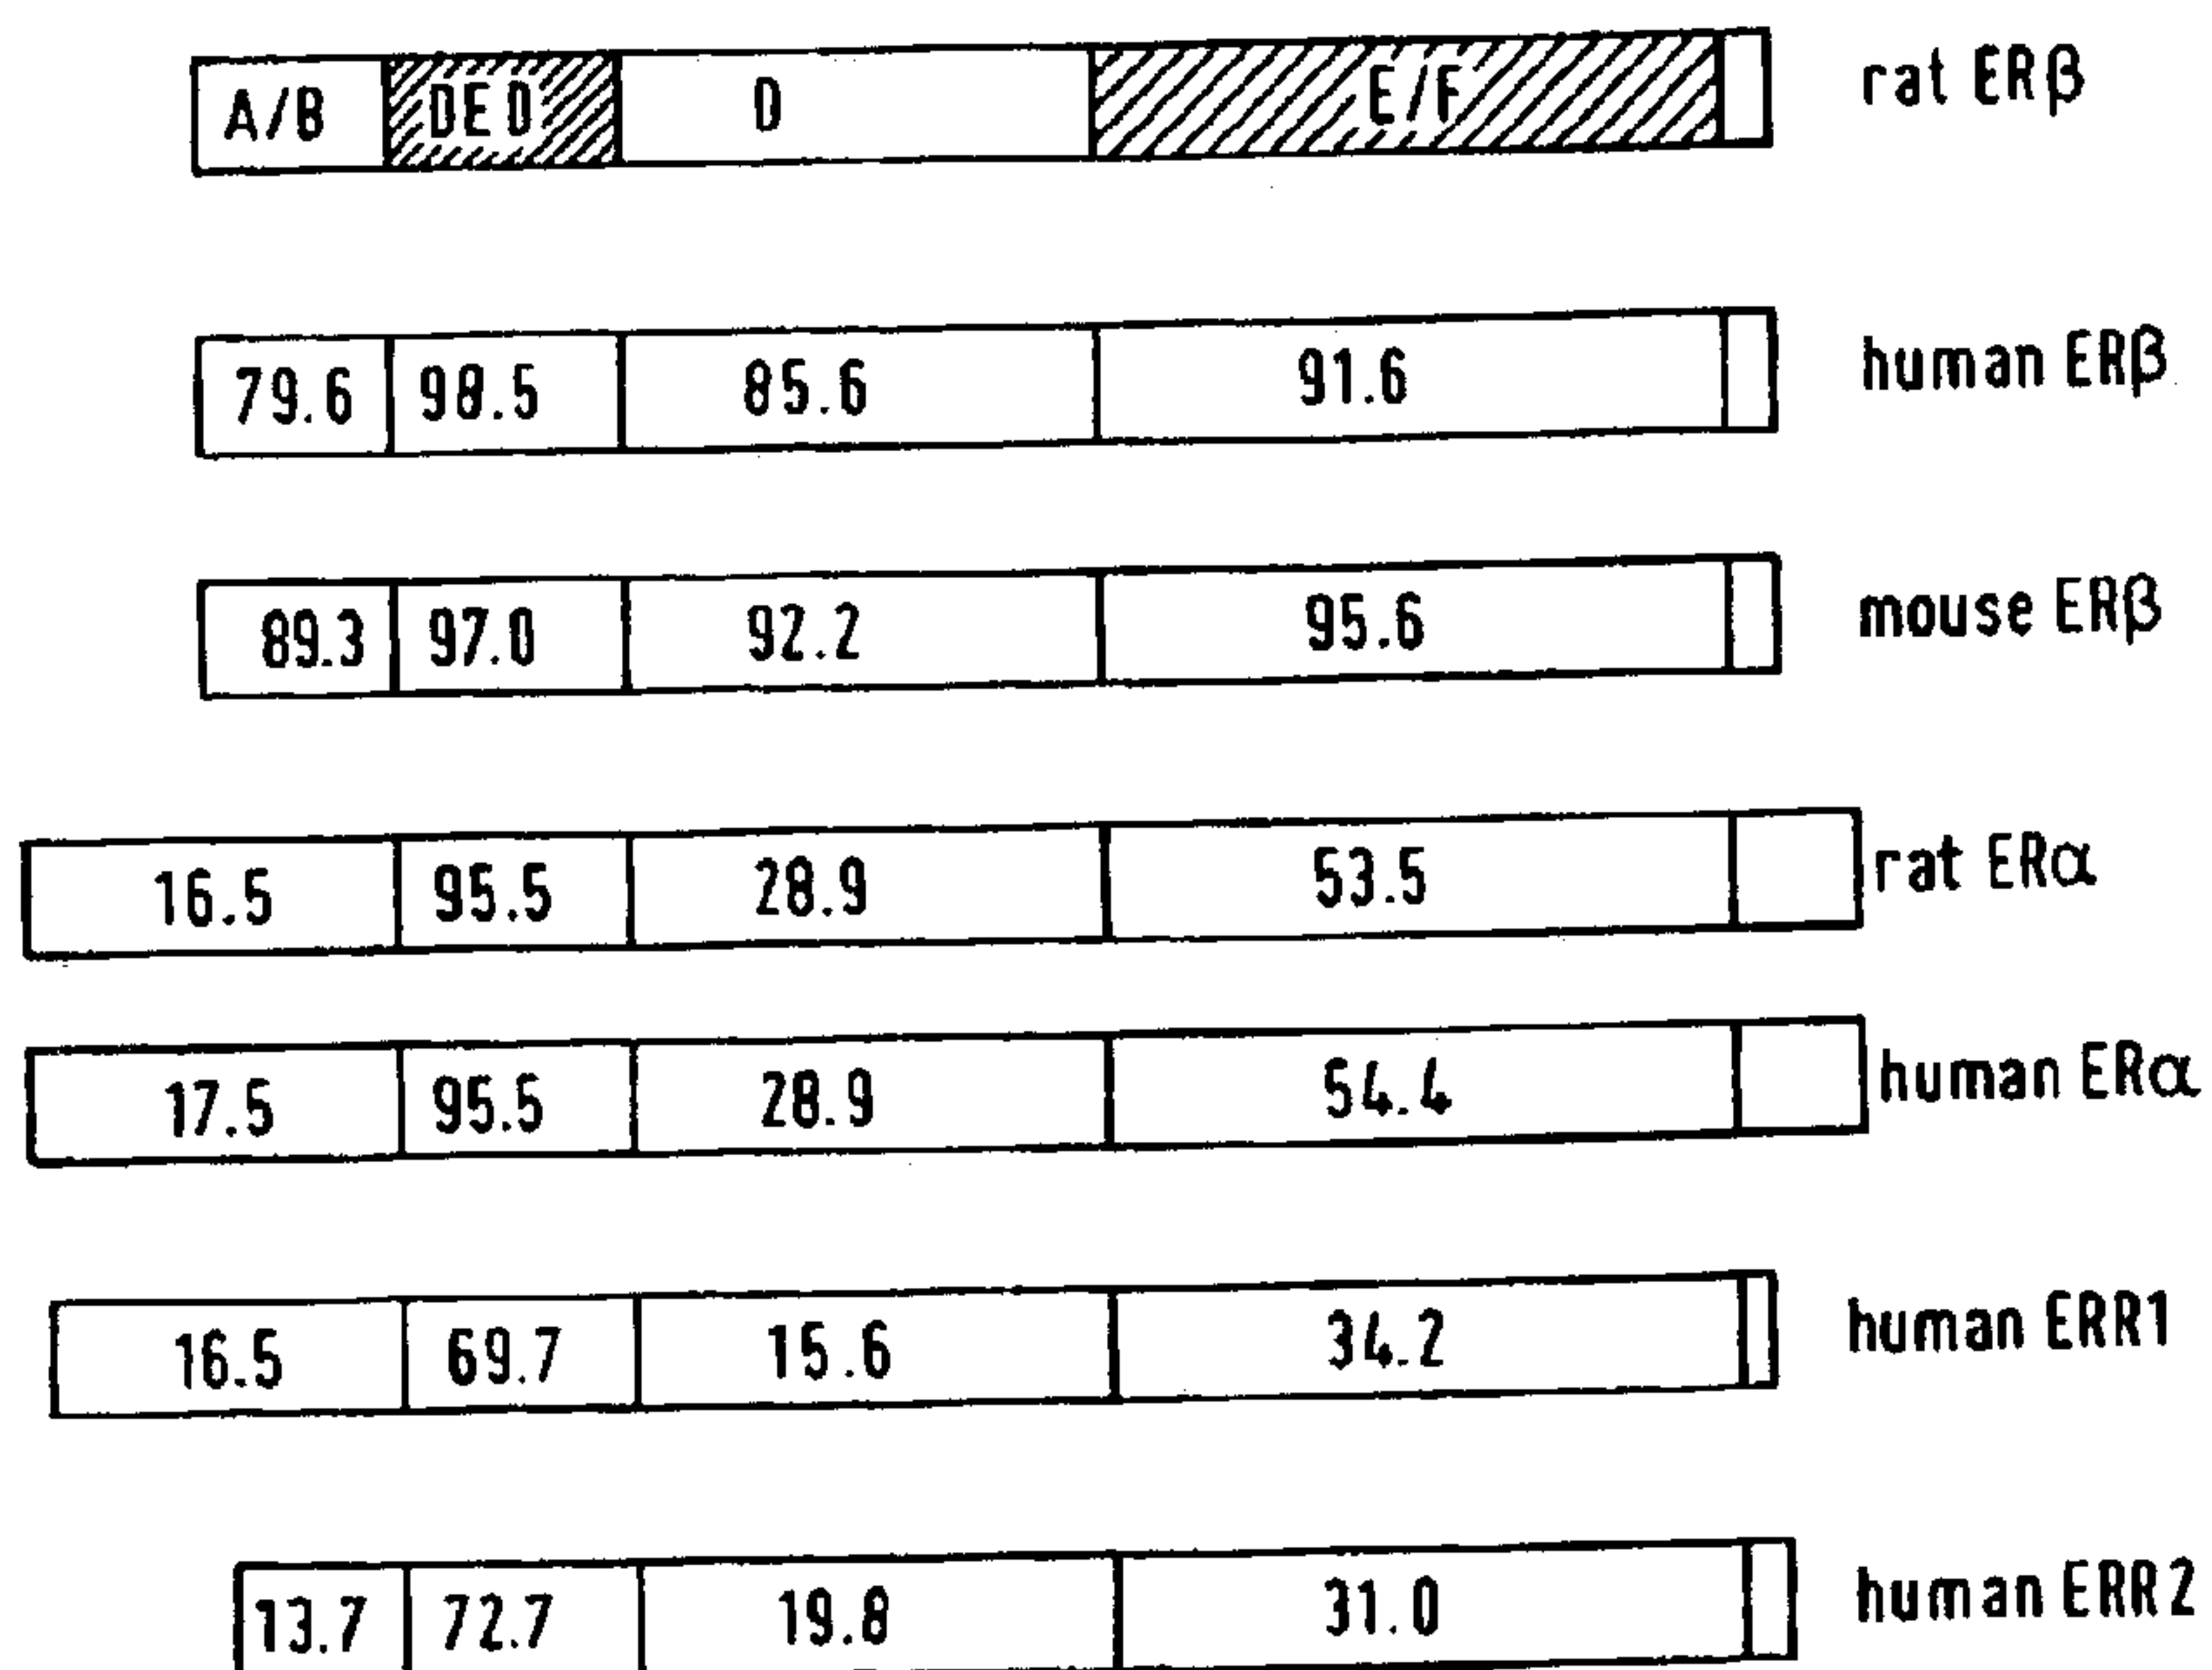 A/B DED D E/F rat ERβ
79.6 98.5 85.6 91.6 human ERβ
89.3 97.0 92.2 95.6 mouse ERβ
16.5 95.5 28.9 53.5 rat ERα
17.5 95.5 28.9 54.4 human ERα
16.5 69.7 15.6 34.2 human ERR1
13.7 72.7 19.8 31.0 human ERR2